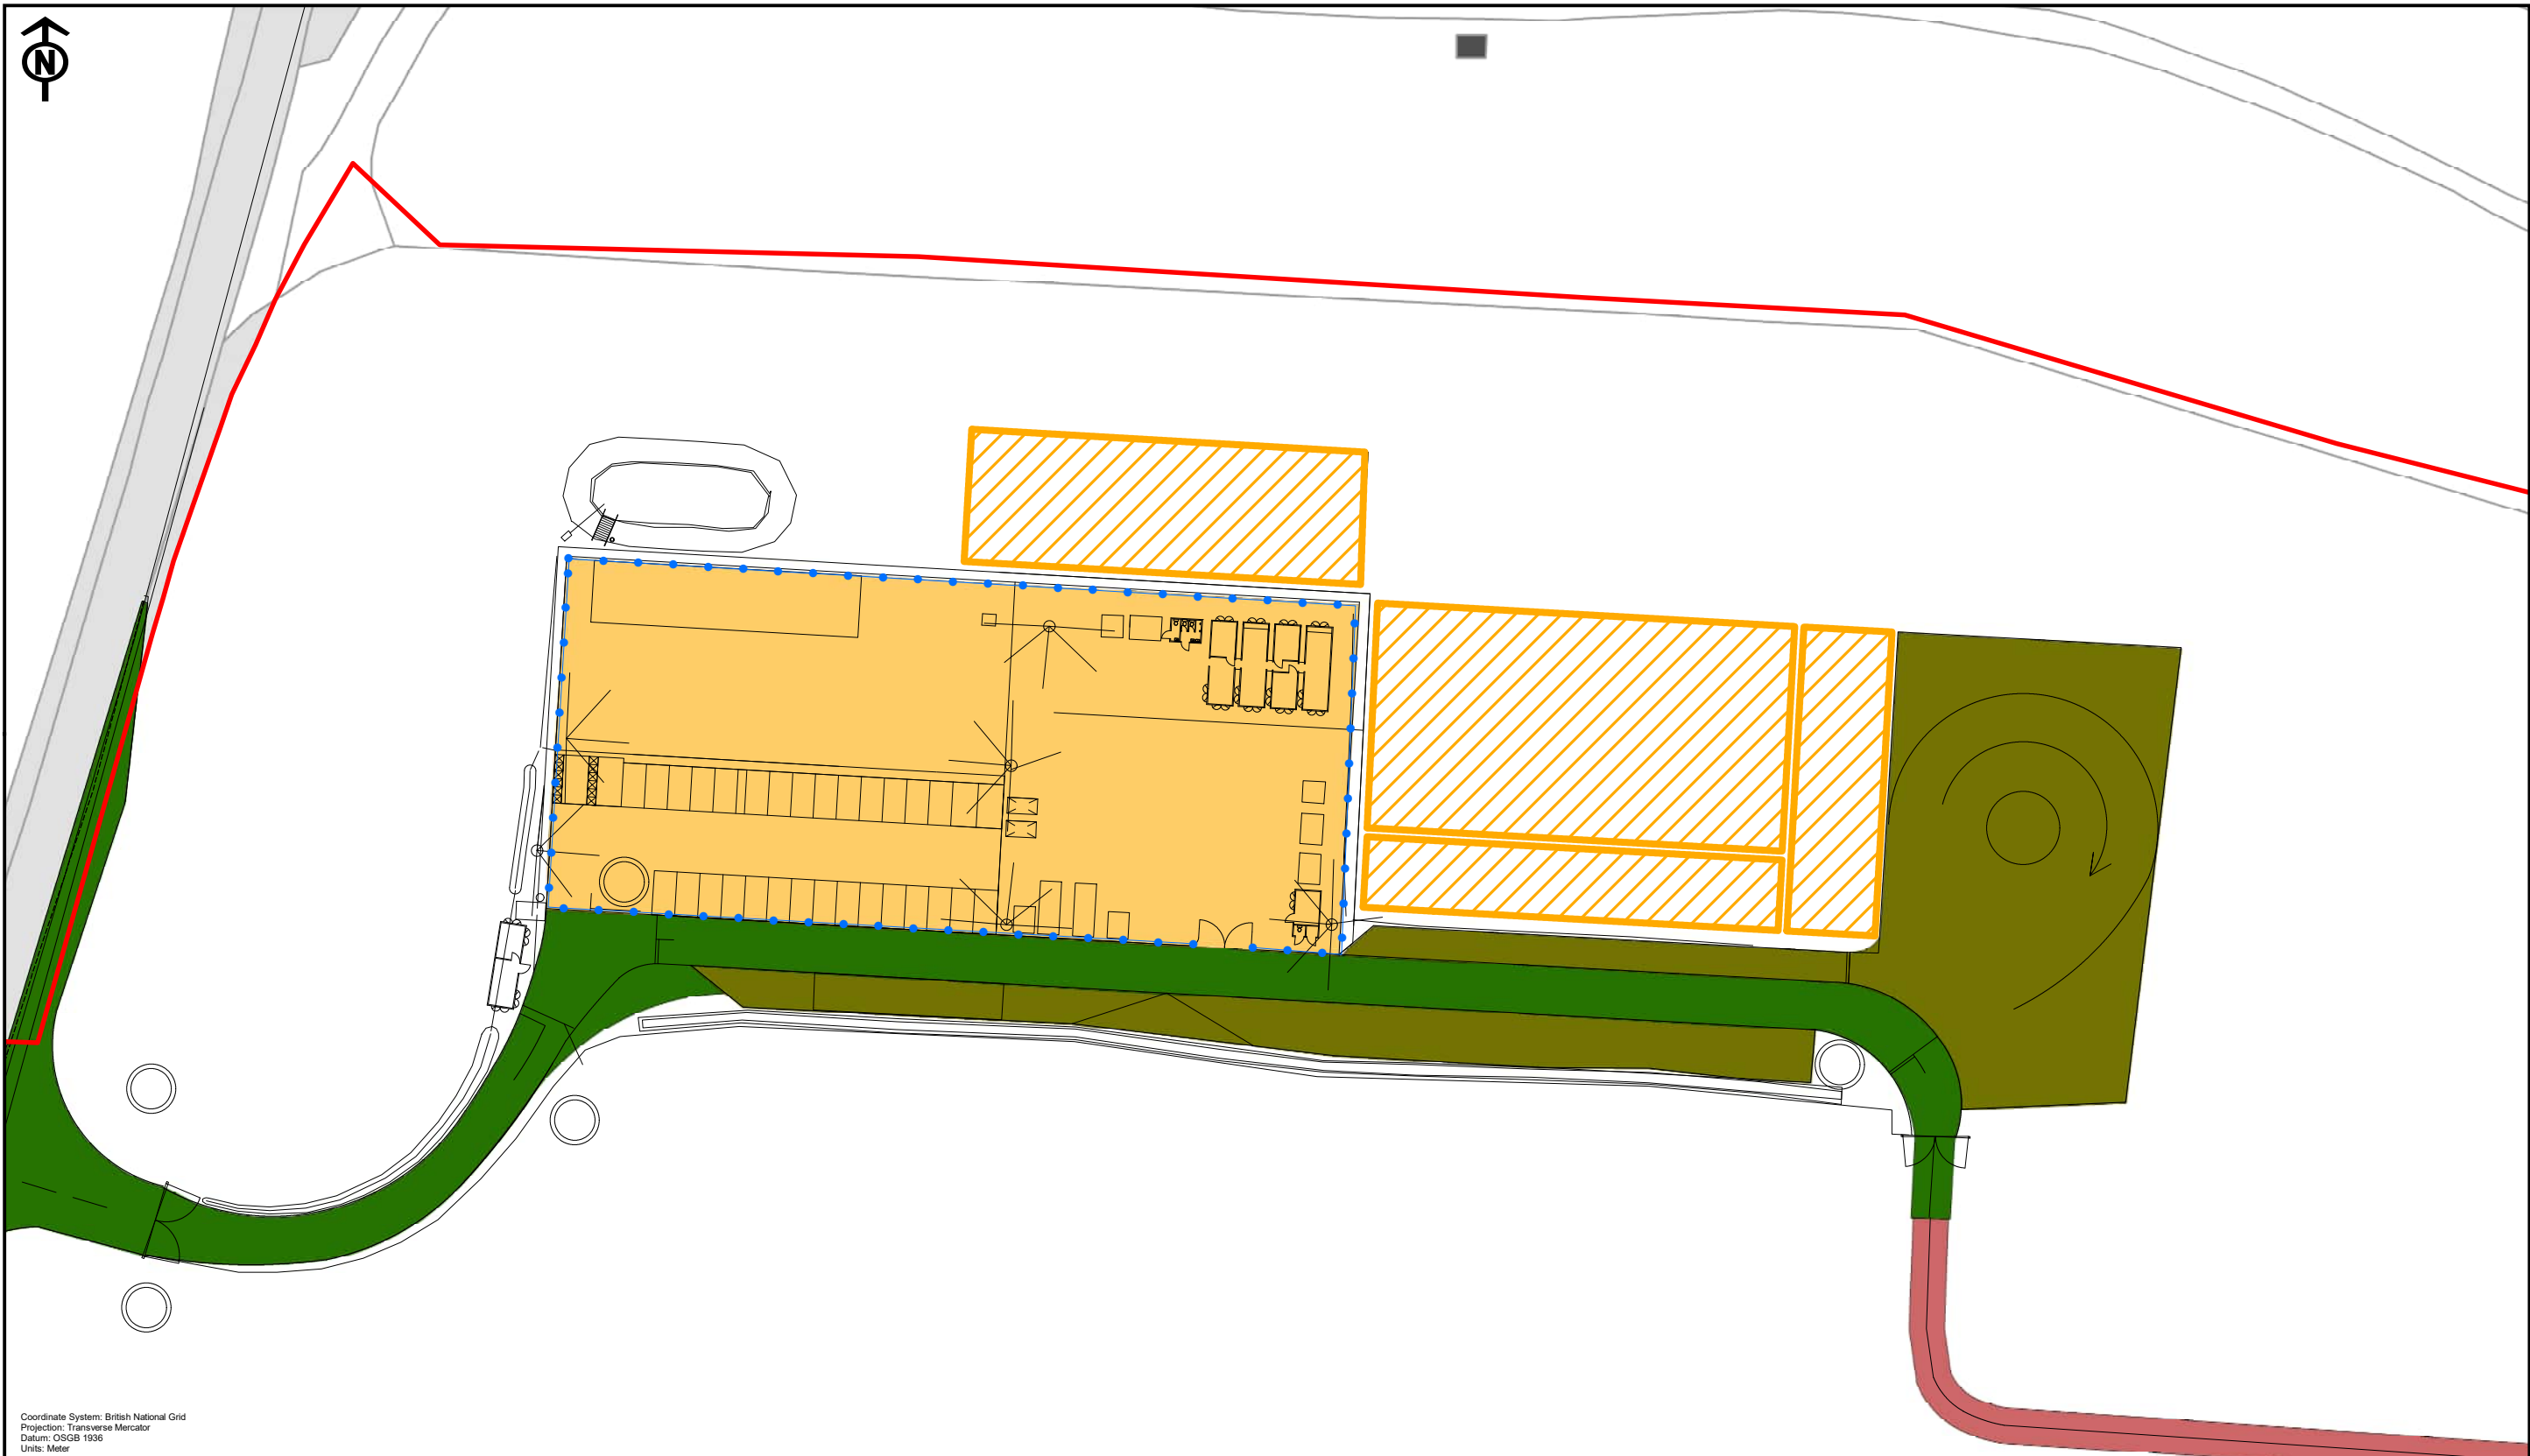 N
Coordinate System: British National Grid
Projection: Transverse Mercator
Datum: OSGB 1936
Units: Meter